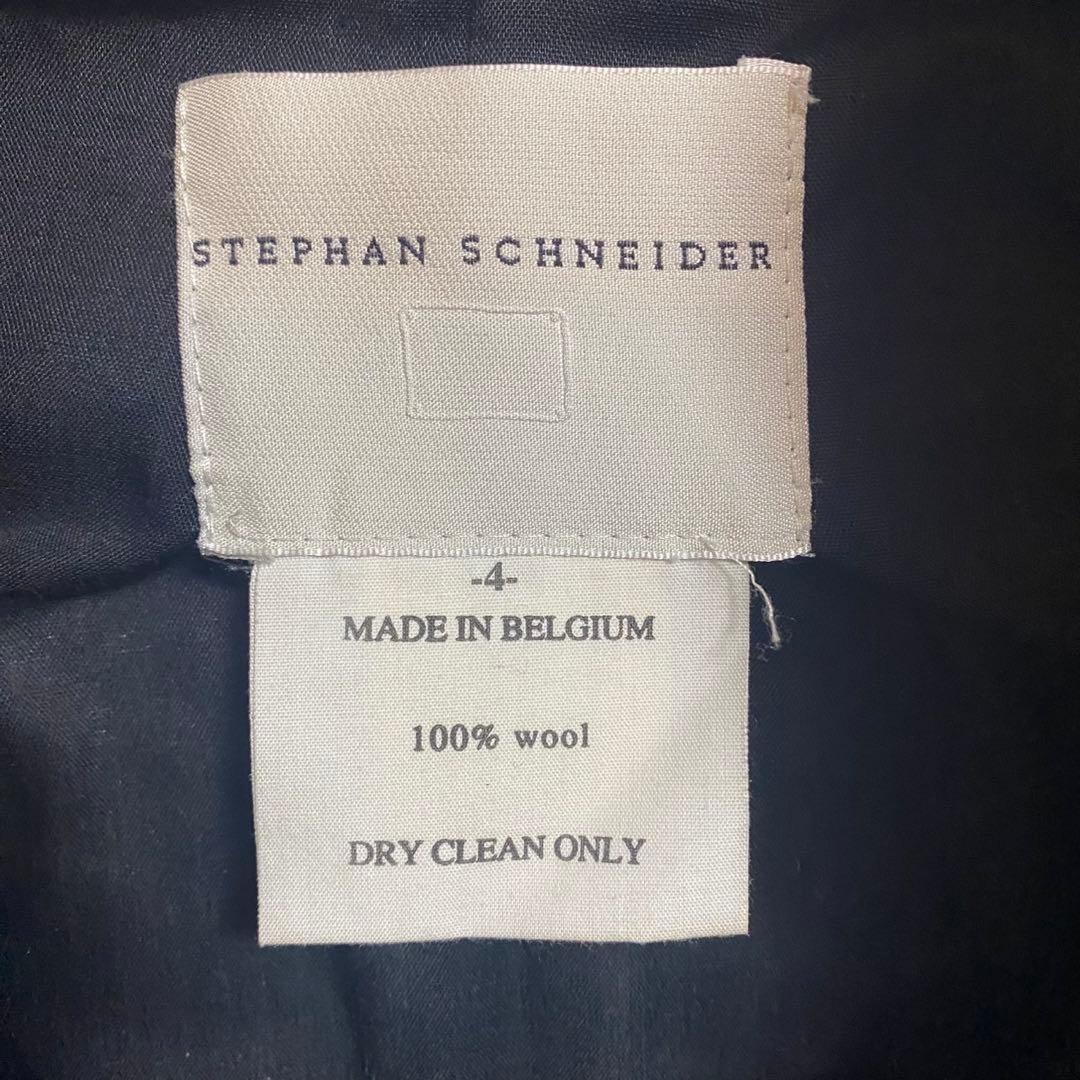 STEPHAN SCHNEIDER
-4-
MADE IN BELGIUM
100% wool
DRY CLEAN ONLY